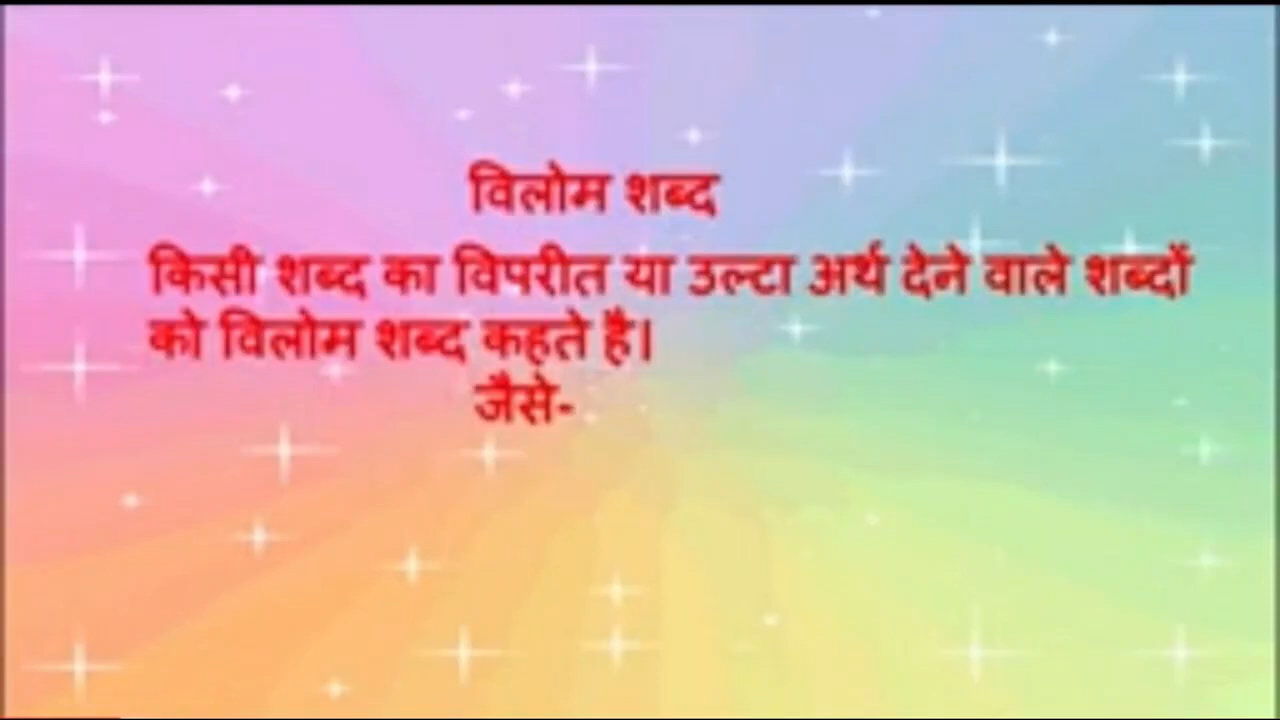 विलोम शब्द
किसी शब्द का विपरीत या उल्टा अर्थ देने वाले शब्दों
को विलोम शब्द कहते है।
जैसे-